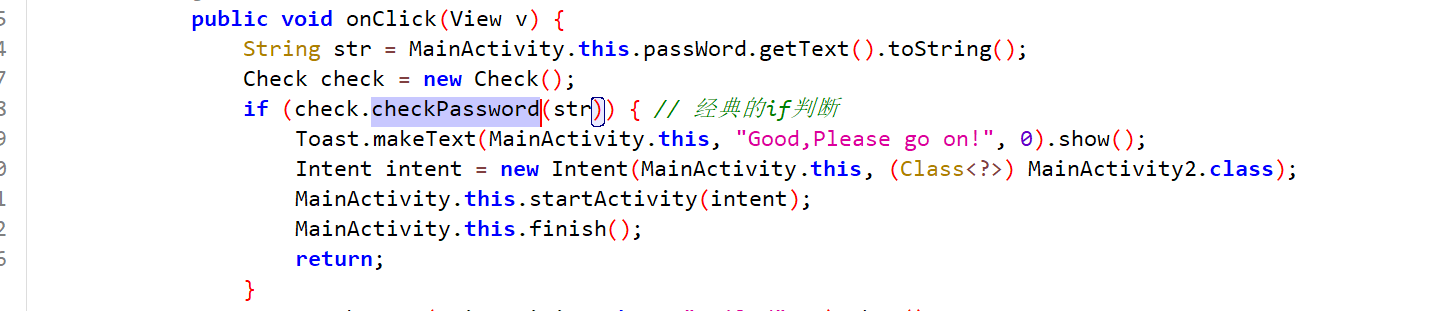 5 public void onClick(View v) {
4 String str = MainActivity.this.passWord.getText().toString();
7 Check check = new Check();
8 if (check.checkPassword(str)) { // 经典的if判断
9 Toast.makeText(MainActivity.this, "Good,Please go on!", 0).show();
0 Intent intent = new Intent(MainActivity.this, (Class<?>) MainActivity2.class);
1 MainActivity.this.startActivity(intent);
2 MainActivity.this.finish();
5 return;
}